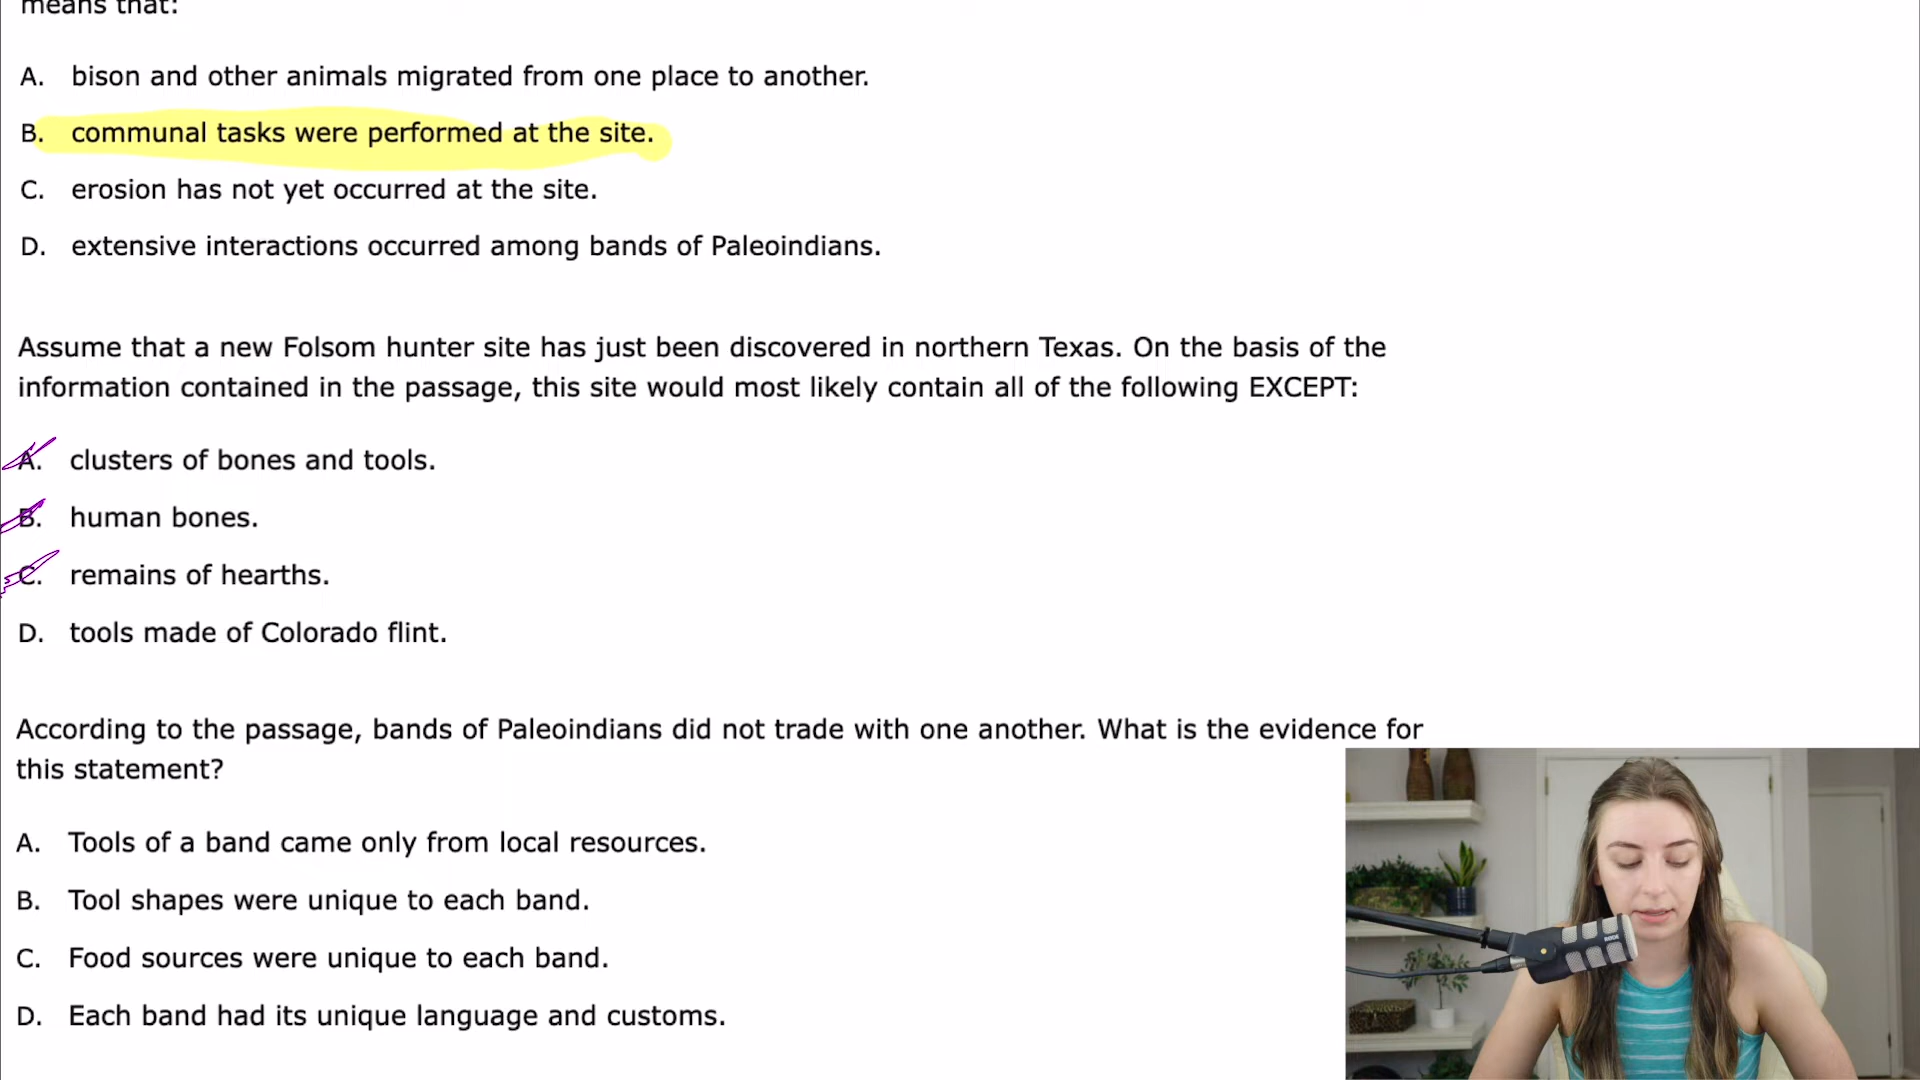 means that:
A. bison and other animals migrated from one place to another.
B. communal tasks were performed at the site.
C. erosion has not yet occurred at the site.
D. extensive interactions occurred among bands of Paleoindians.
Assume that a new Folsom hunter site has just been discovered in northern Texas. On the basis of the
information contained in the passage, this site would most likely contain all of the following EXCEPT:
A. clusters of bones and tools.
B. human bones.
C. remains of hearths.
D. tools made of Colorado flint.
According to the passage, bands of Paleoindians did not trade with one another. What is the evidence for
this statement?
A. Tools of a band came only from local resources.
B. Tool shapes were unique to each band.
C. Food sources were unique to each band.
D. Each band had its unique language and customs.
RODE